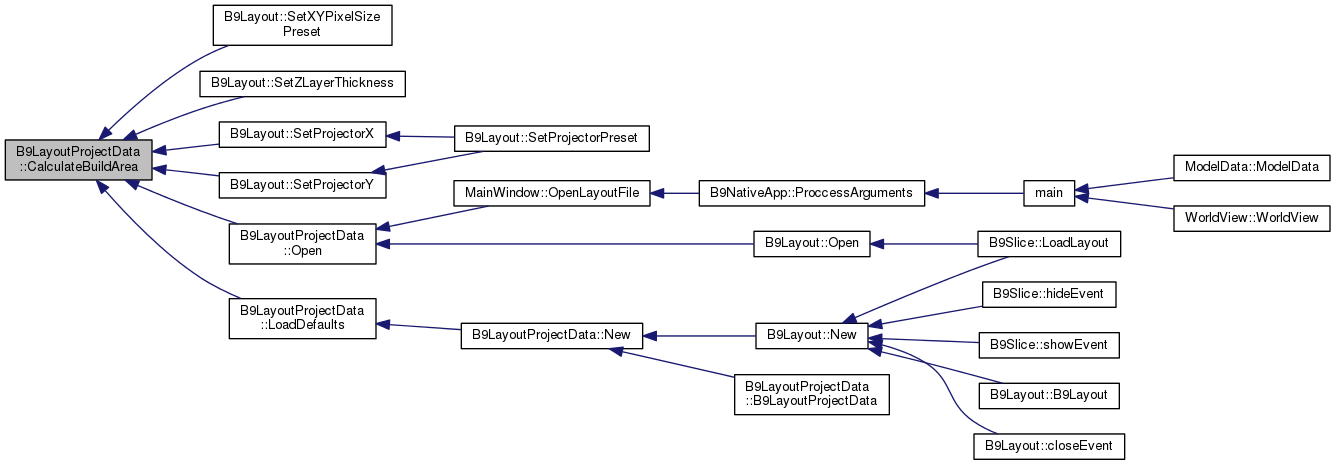 B9Layout::SetXYPixelSize
Preset
B9Layout::SetZLayerThickness
B9LayoutProjectData
::CalculateBuildArea
B9Layout::SetProjectorX
B9Layout::SetProjectorPreset
B9Layout::SetProjectorY
B9LayoutProjectData
::Open
MainWindow::OpenLayoutFile
B9NativeApp::ProccessArguments
main
ModelData::ModelData
WorldView::WorldView
B9Layout::Open
B9Slice::LoadLayout
B9LayoutProjectData
::LoadDefaults
B9LayoutProjectData::New
B9Layout::New
B9Slice::hideEvent
B9Slice::showEvent
B9LayoutProjectData
::B9LayoutProjectData
B9Layout::B9Layout
B9Layout::closeEvent